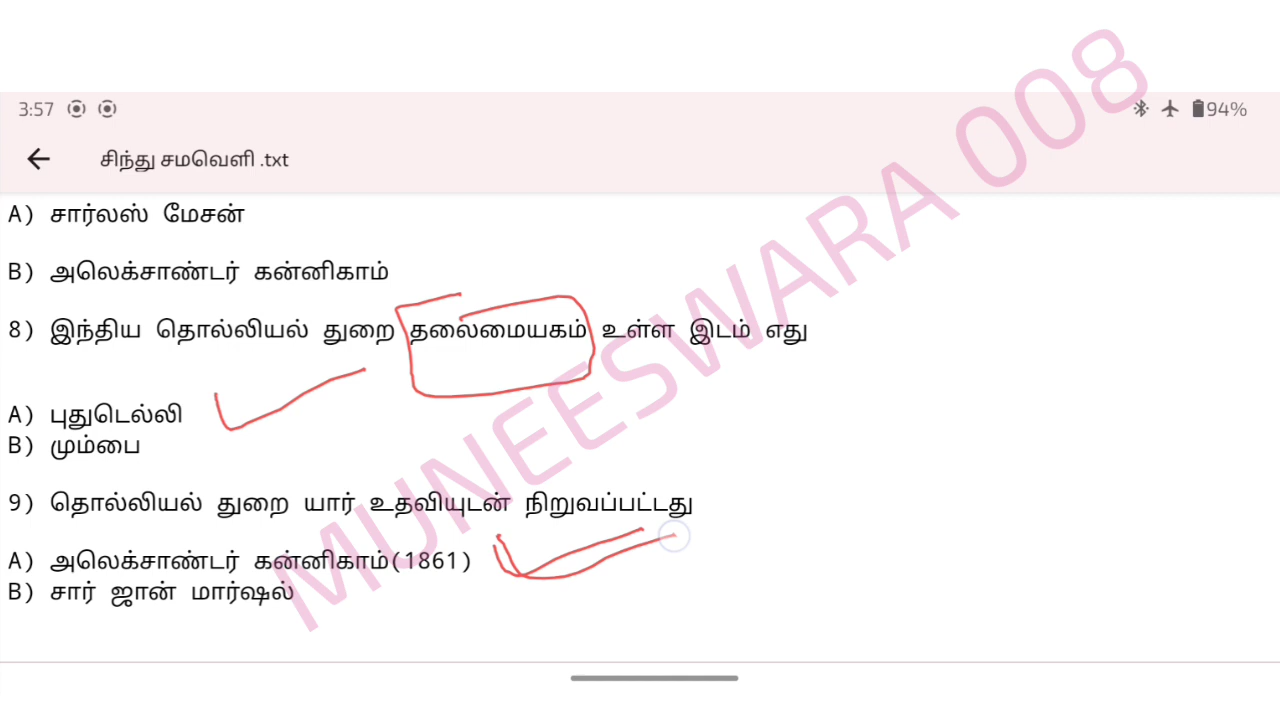 3:57 94%
சிந்து சமவெளி .txt
A) சார்லஸ் மேசன்
B) அலெக்சாண்டர் கன்னிகாம்
8) இந்திய தொல்லியல் துறை தலைமையகம் உள்ள இடம் எது
A) புதுடெல்லி
B) மும்பை
9) தொல்லியல் துறை யார் உதவியுடன் நிறுவப்பட்டது
A) அலெக்சாண்டர் கன்னிகாம்(1861)
B) சார் ஜான் மார்ஷல்
MUNEESWARA 008